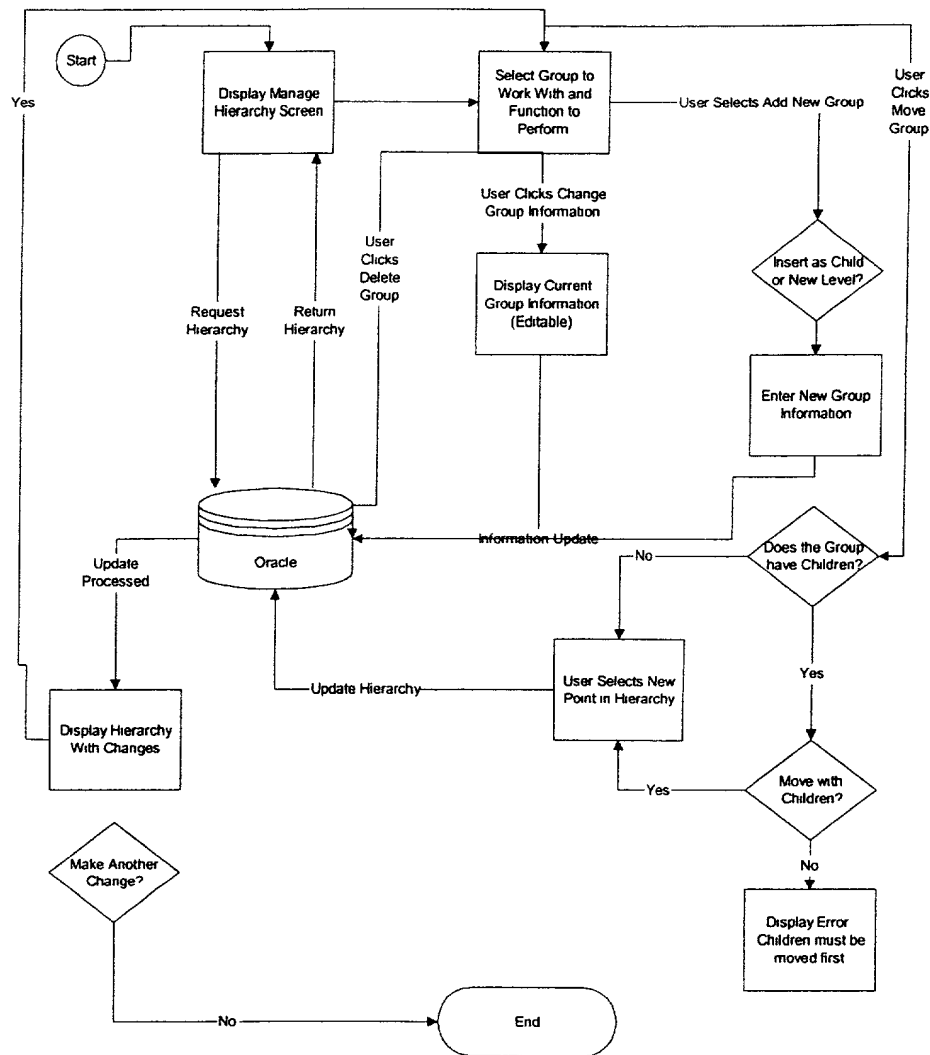 Start
Yes
Display Manage
Hierarchy Screen
Select Group to
Work With and
Function to
Perform
User Selects Add New Group
User
Clicks
Move
Group
User Clicks Change
Group Information
User
Clicks
Delete
Group
Insert as Child
or New Level?
Display Current
Group Information
(Editable)
Request
Hierarchy
Return
Hierarchy
Enter New Group
Information
Oracle
Information Update
Update
Processed
No
Does the Group
have Children?
Yes
User Selects New
Point in Hierarchy
Update Hierarchy
Display Hierarchy
With Changes
Yes
Move with
Children?
No
Make Another
Change?
Display Error
Children must be
moved first
No
End